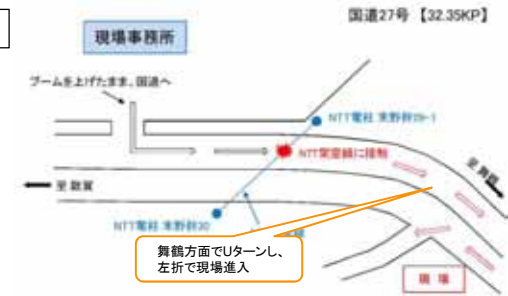 国道27号 【32.35KP】
現場事務所
ブームを上げたまま、国道へ
NTT電柱 末野幹29-1
NTT架空線に接触
至 舞鶴
至 敦賀
NTT電柱 末野幹30
舞鶴方面でUターンし、
左折で現場進入
現 場